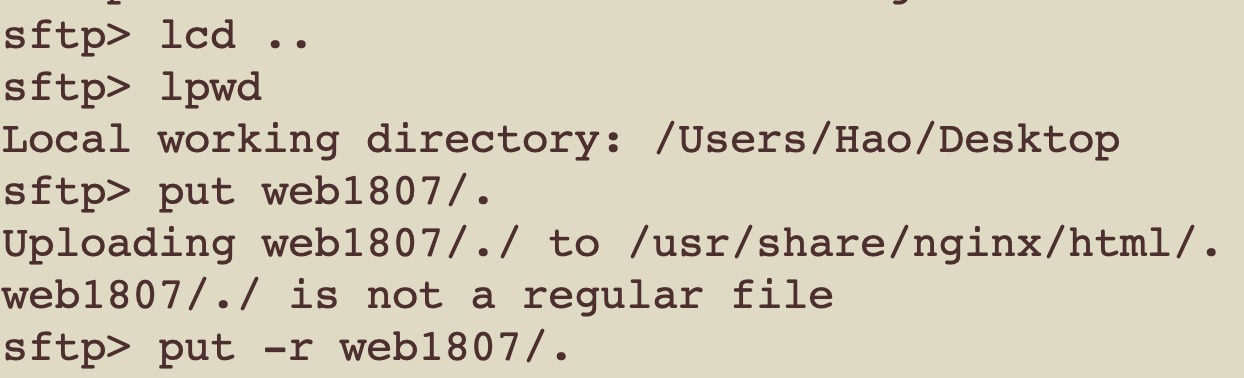 sftp> lcd ..
sftp> lpwd
Local working directory: /Users/Hao/Desktop
sftp> put web1807/.
Uploading web1807/./ to /usr/share/nginx/html/.
web1807/./ is not a regular file
sftp> put -r web1807/.